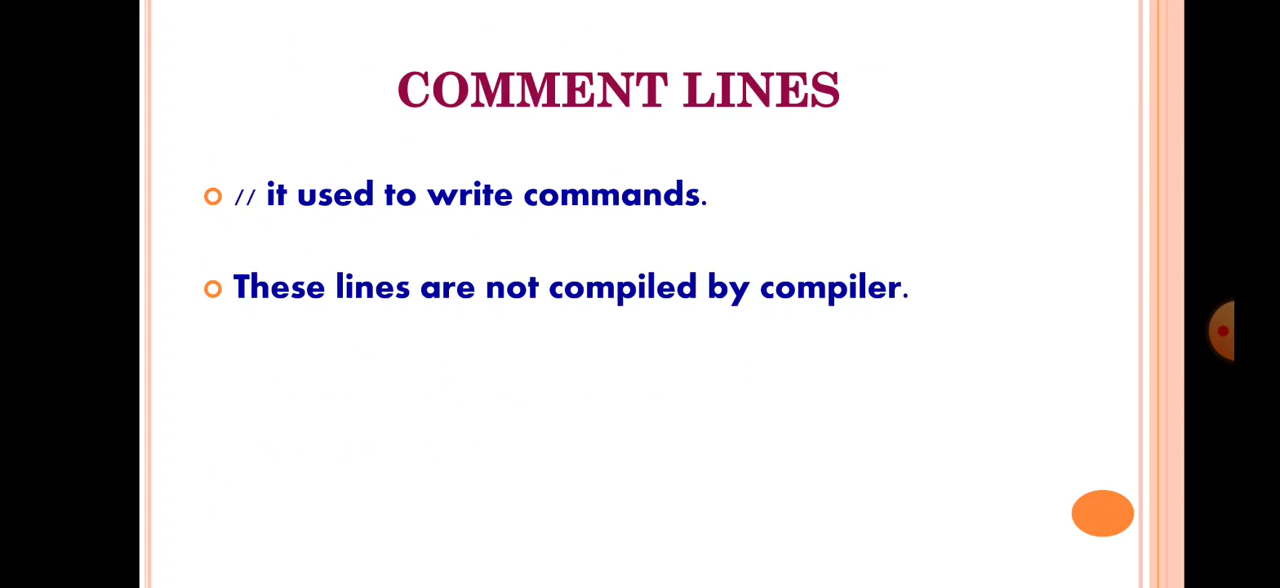 COMMENT LINES
// it used to write commands.
These lines are not compiled by compiler.